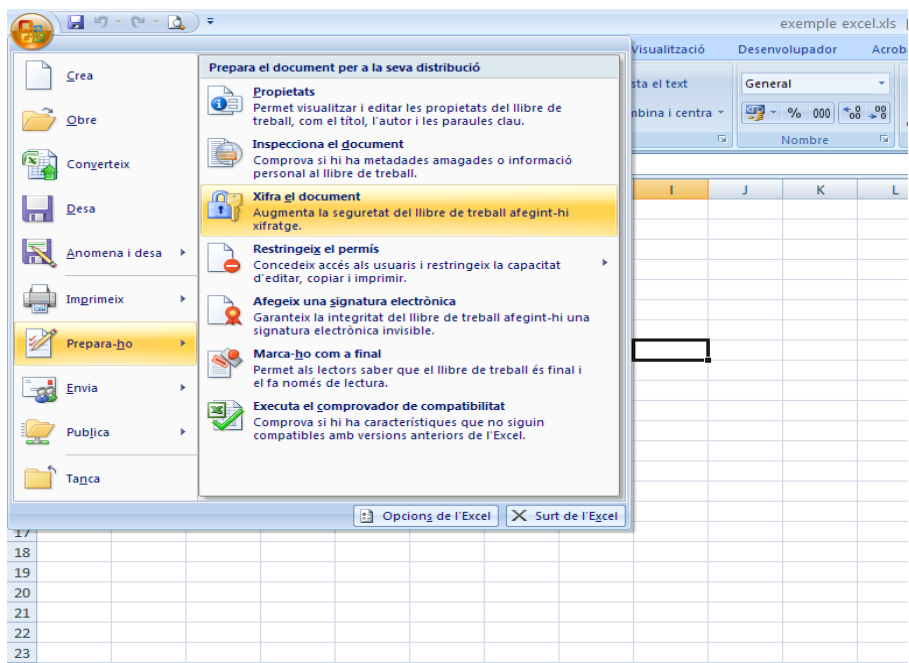 exemple excel.xls
Visualització Desenvolupador Acrob
Crea
Obre
Converteix
Desa
Anomena i desa
Imprimeix
Prepara-ho
Envia
Publica
Tanca
Prepara el document per a la seva distribució
Propietats
Permet visualitzar i editar les propietats del llibre de
treball, com el títol, l'autor i les paraules clau.
Inspecciona el document
Comprova si hi ha metadades amagades o informació
personal al llibre de treball.
Xifra el document
Augmenta la seguretat del llibre de treball afegint-hi
xifratge.
Restringeix el permís
Concedeix accés als usuaris i restringeix la capacitat
d'editar, copiar i imprimir.
Afegeix una signatura electrònica
Garanteix la integritat del llibre de treball afegint-hi una
signatura electrònica invisible.
Marca-ho com a final
Permet als lectors saber que el llibre de treball és final i
el fa només de lectura.
Executa el comprovador de compatibilitat
Comprova si hi ha característiques que no siguin
compatibles amb versions anteriors de l'Excel.
Opcions de l'Excel
Surt de l'Excel
sta el text
General
mbina i centra
% 000
Nombre
I J K L
17
18
19
20
21
22
23